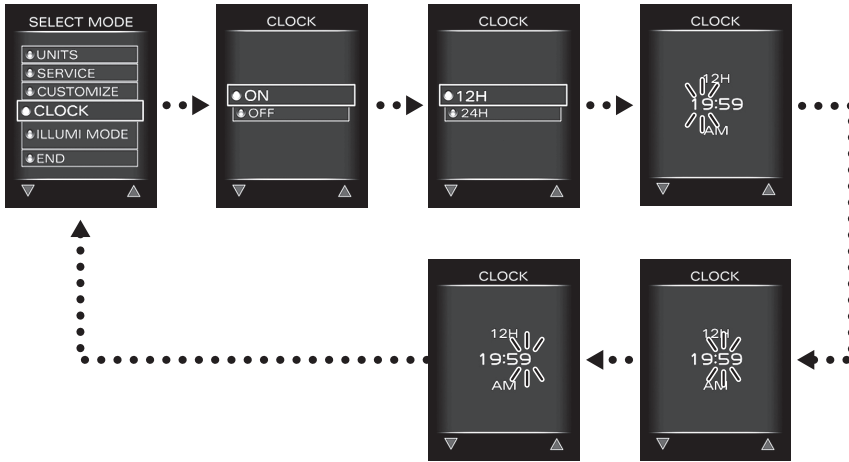 SELECT MODE
UNITS
SERVICE
CUSTOMIZE
CLOCK
ILLUMI MODE
END
CLOCK
ON
OFF
CLOCK
12H
24H
CLOCK
12H
19:59
AM
CLOCK
12H
19:59
AM
CLOCK
12H
19:59
AM